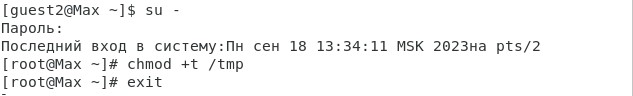 [guest2@Max ~]$ su -
Пароль:
Последний вход в систему:Пн сен 18 13:34:11 MSK 2023на pts/2
[root@Max ~]# chmod +t /tmp
[root@Max ~]# exit